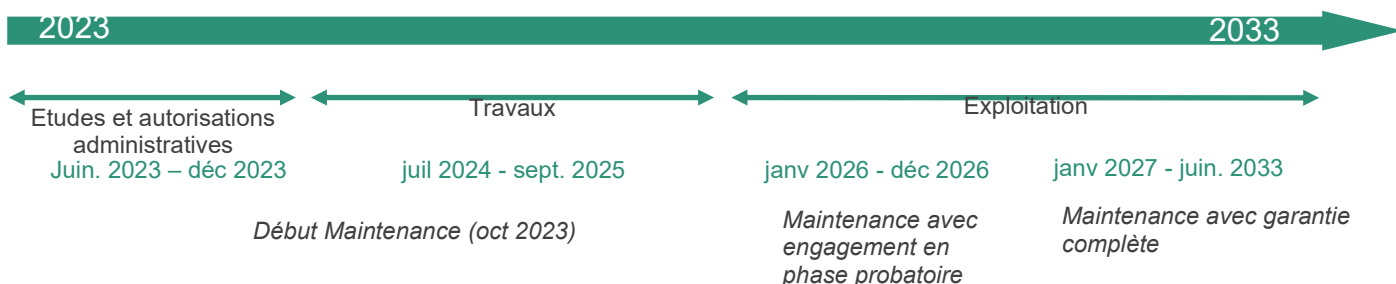 2023
2033
Etudes et autorisations
administratives
Juin. 2023 – déc 2023
Travaux
juil 2024 - sept. 2025
Exploitation
janv 2026 - déc 2026
janv 2027 - juin. 2033
Début Maintenance (oct 2023)
Maintenance avec
engagement en
phase probatoire
Maintenance avec garantie
complète